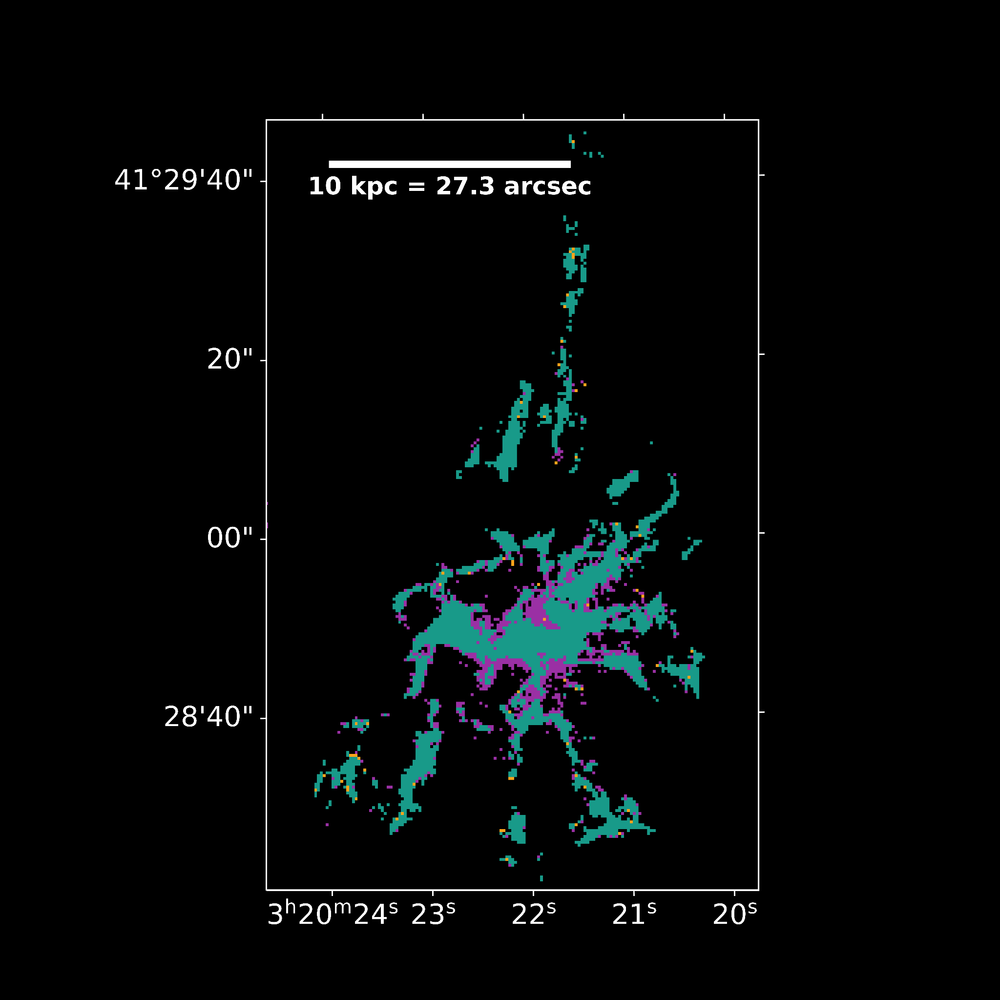 41°29'40"
10 kpc = 27.3 arcsec
20"
00"
28'40"
3ʰ20ᵐ24ˢ 23ˢ 22ˢ 21ˢ 20ˢ